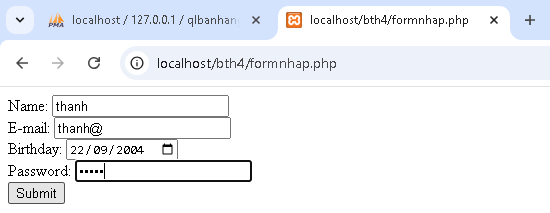 localhost / 127.0.0.1 / qlbanhan
localhost/bth4/formnhap.php
localhost/bth4/formnhap.php
Name: thanh
E-mail: thanh@
Birthday: 22/09/2004
Password: •••••
Submit